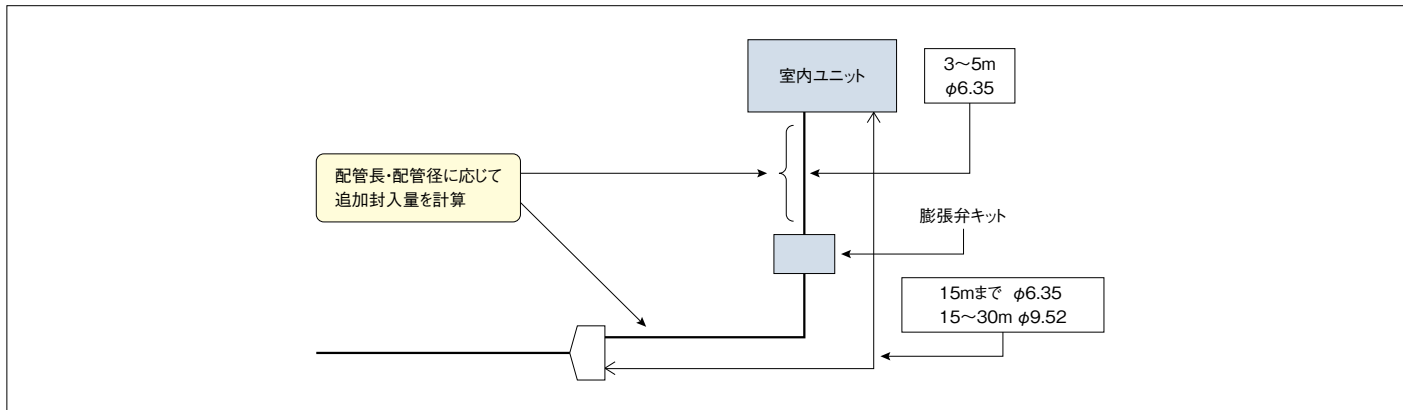 室内ユニット
3～5m
φ6.35
配管長・配管径に応じて
追加封入量を計算
膨張弁キット
15mまで φ6.35
15～30m φ9.52